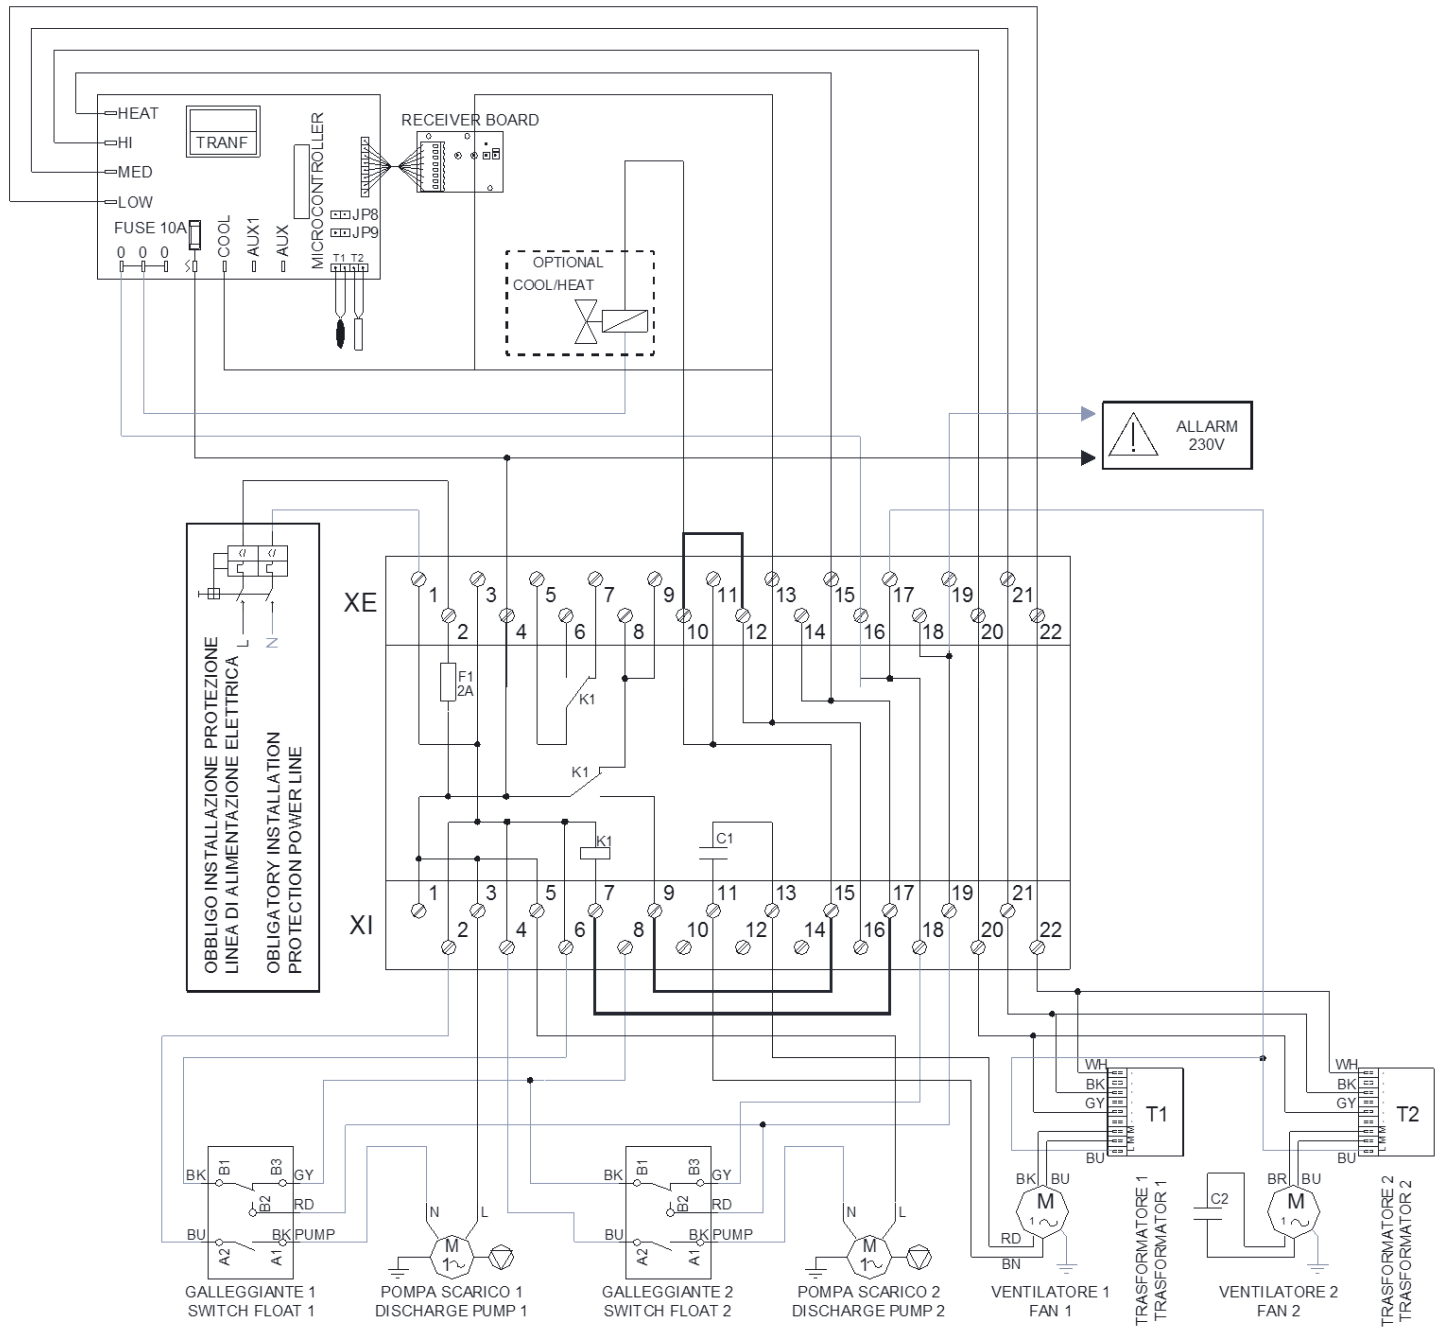 HEAT
HI
MED
LOW
TRANF
MICROCONTROLLER
RECEIVER BOARD
JP8
JP9
T1 T2
FUSE 10A
0 0 0
COOL
AUX1
AUX
OPTIONAL
COOL/HEAT
ALLARM
230V
OBBLIGO INSTALLAZIONE PROTEZIONE
LINEA DI ALIMENTAZIONE ELETTRICA
OBLIGATORY INSTALLATION
PROTECTION POWER LINE
L
N
XE
1 3 5 7 9 11 13 15 17 19 21
2 4 6 8 10 12 14 16 18 20 22
F1
2A
K1
K1
K1
C1
XI
1 3 5 7 9 11 13 15 17 19 21
2 4 6 8 10 12 14 16 18 20 22
BK B1 B3 GY
B2 RD
BU A2 A1 BK PUMP
GALLEGGIANTE 1
SWITCH FLOAT 1
N L
M
1~
POMPA SCARICO 1
DISCHARGE PUMP 1
BK B1 B3 GY
B2 RD
BU A2 A1 BK PUMP
GALLEGGIANTE 2
SWITCH FLOAT 2
N L
M
1~
POMPA SCARICO 2
DISCHARGE PUMP 2
WH
BK
GY
BU
T1
M
M
L
TRASFORMATORE 1
TRASFORMATOR 1
BK BU
M
1~
RD
BN
VENTILATORE 1
FAN 1
WH
BK
GY
BU
T2
M
M
L
TRASFORMATORE 2
TRASFORMATOR 2
C2
BR BU
M
1~
VENTILATORE 2
FAN 2